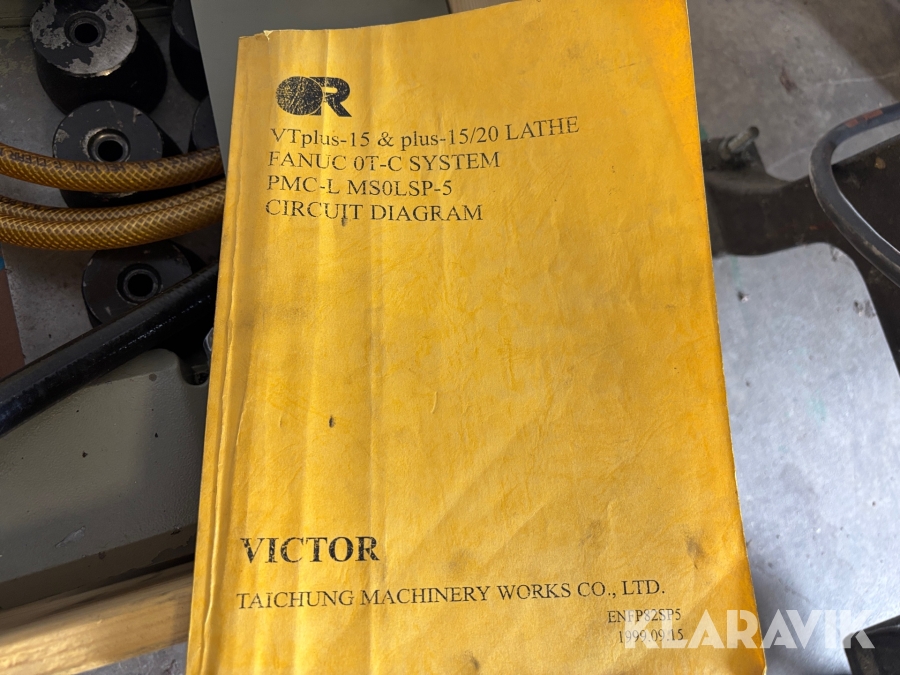 VTplus-15 & plus-15/20 LATHE
FANUC 0T-C SYSTEM
PMC-L MS0LSP-5
CIRCUIT DIAGRAM
VICTOR
TAICHUNG MACHINERY WORKS CO., LTD.
ENFP82SP5
1999.09.15
KLARAVIK